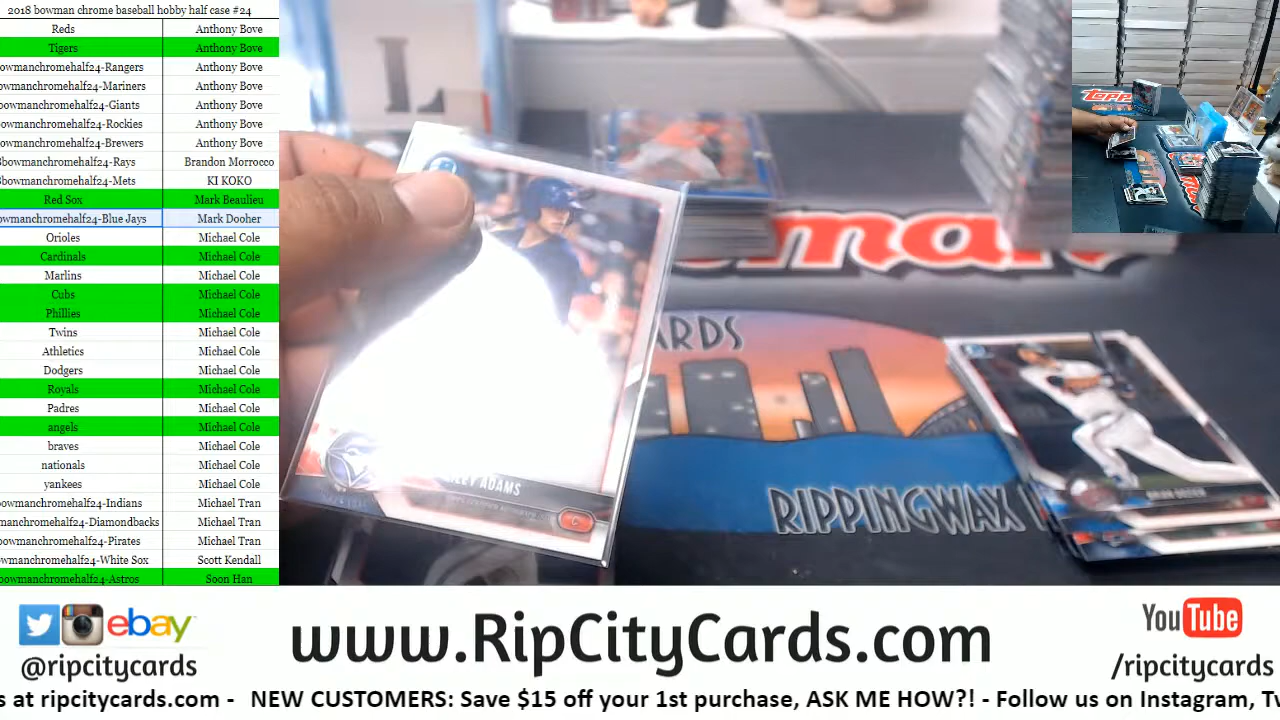 2018 bowman chrome baseball hobby half case #24
Reds Anthony Bove
Tigers Anthony Bove
owmanchromehalf24-Rangers Anthony Bove
owmanchromehalf24-Mariners Anthony Bove
bowmanchromehalf24-Giants Anthony Bove
owmanchromehalf24-Rockies Anthony Bove
owmanchromehalf24-Brewers Anthony Bove
8bowmanchromehalf24-Rays Brandon Morrocco
8bowmanchromehalf24-Mets KI KOKO
Red Sox Mark Beaulieu
owmanchromehalf24-Blue Jays Mark Dooher
Orioles Michael Cole
Cardinals Michael Cole
Marlins Michael Cole
Cubs Michael Cole
Phillies Michael Cole
Twins Michael Cole
Athletics Michael Cole
Dodgers Michael Cole
Royals Michael Cole
Padres Michael Cole
angels Michael Cole
braves Michael Cole
nationals Michael Cole
yankees Michael Cole
bowmanchromehalf24-Indians Michael Tran
manchromehalf24-Diamondbacks Michael Tran
owmanchromehalf24-Pirates Michael Tran
owmanchromehalf24-White Sox Scott Kendall
bowmanchromehalf24-Astros Soon Han
ADAMS
C
ARDS
RIPPINGWAX
ebay
@ripcitycards
www.RipCityCards.com
YouTube
/ripcitycards
s at ripcitycards.com - NEW CUSTOMERS: Save $15 off your 1st purchase, ASK ME HOW?! - Follow us on Instagram, Tw